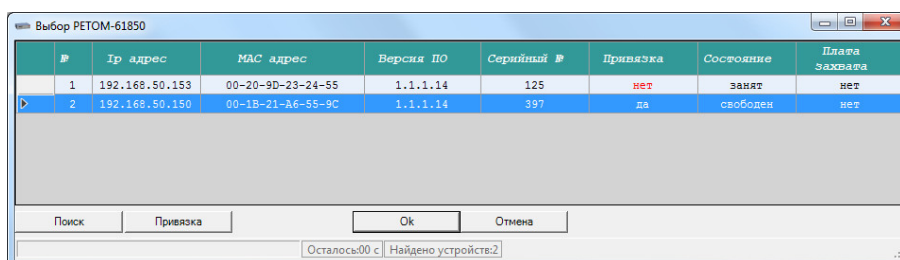 Выбор РЕТОМ-61850
№ Ip адрес MAC адрес Версия ПО Серийный № Привязка Состояние Плата захвата
1 192.168.50.153 00-20-9D-23-24-55 1.1.1.14 125 нет занят нет
2 192.168.50.150 00-1B-21-A6-55-9C 1.1.1.14 397 да свободен нет
Поиск Привязка Ok Отмена
Осталось:00 с Найдено устройств:2